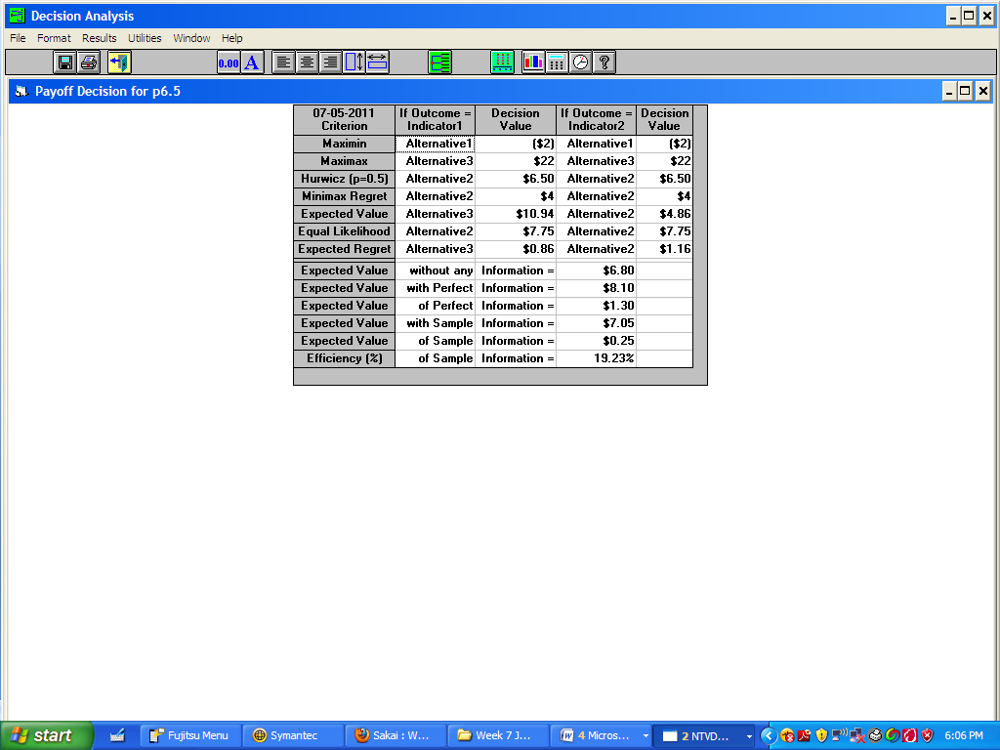 Decision Analysis
File Format Results Utilities Window Help
0.00 A ?
Payoff Decision for p6.5
07-05-2011 If Outcome = Decision If Outcome = Decision
Criterion Indicator1 Value Indicator2 Value
Maximin Alternative1 ($2) Alternative1 ($2)
Maximax Alternative3 $22 Alternative3 $22
Hurwicz (p=0.5) Alternative2 $6.50 Alternative2 $6.50
Minimax Regret Alternative2 $4 Alternative2 $4
Expected Value Alternative3 $10.94 Alternative2 $4.86
Equal Likelihood Alternative2 $7.75 Alternative2 $7.75
Expected Regret Alternative3 $0.86 Alternative2 $1.16
Expected Value without any Information = $6.80
Expected Value with Perfect Information = $8.10
Expected Value of Perfect Information = $1.30
Expected Value with Sample Information = $7.05
Expected Value of Sample Information = $0.25
Efficiency (%) of Sample Information = 19.23%
start Fujitsu Menu Symantec Sakai : W... Week 7 J... 4 Micros... 2 NTVD... 6:06 PM